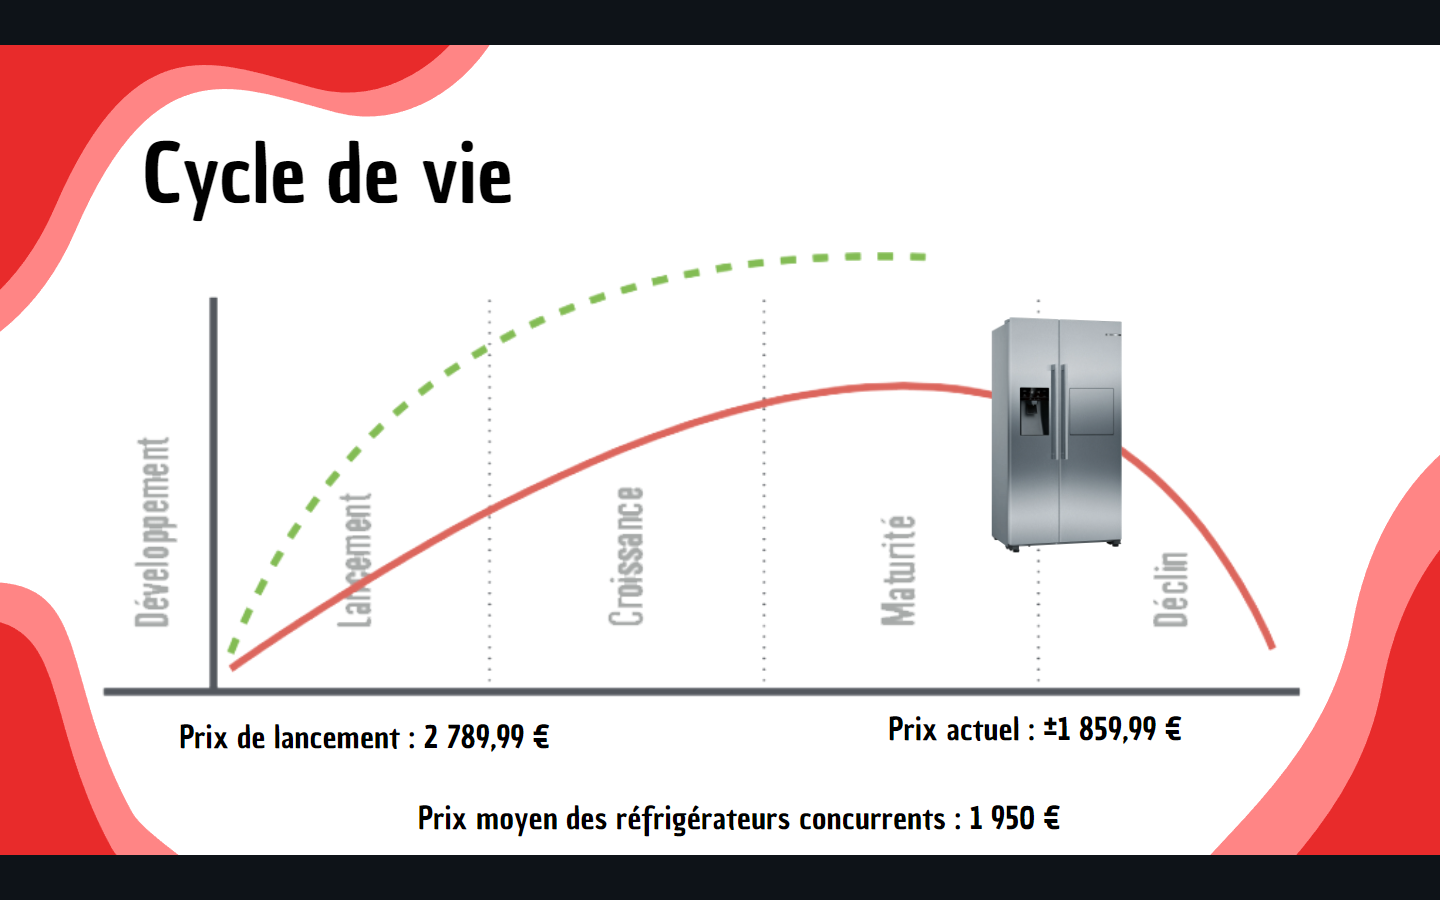 Cycle de vie
Développement
Lancement
Croissance
Maturité
Déclin
Prix de lancement : 2 789,99 €
Prix actuel : ±1 859,99 €
Prix moyen des réfrigérateurs concurrents : 1 950 €